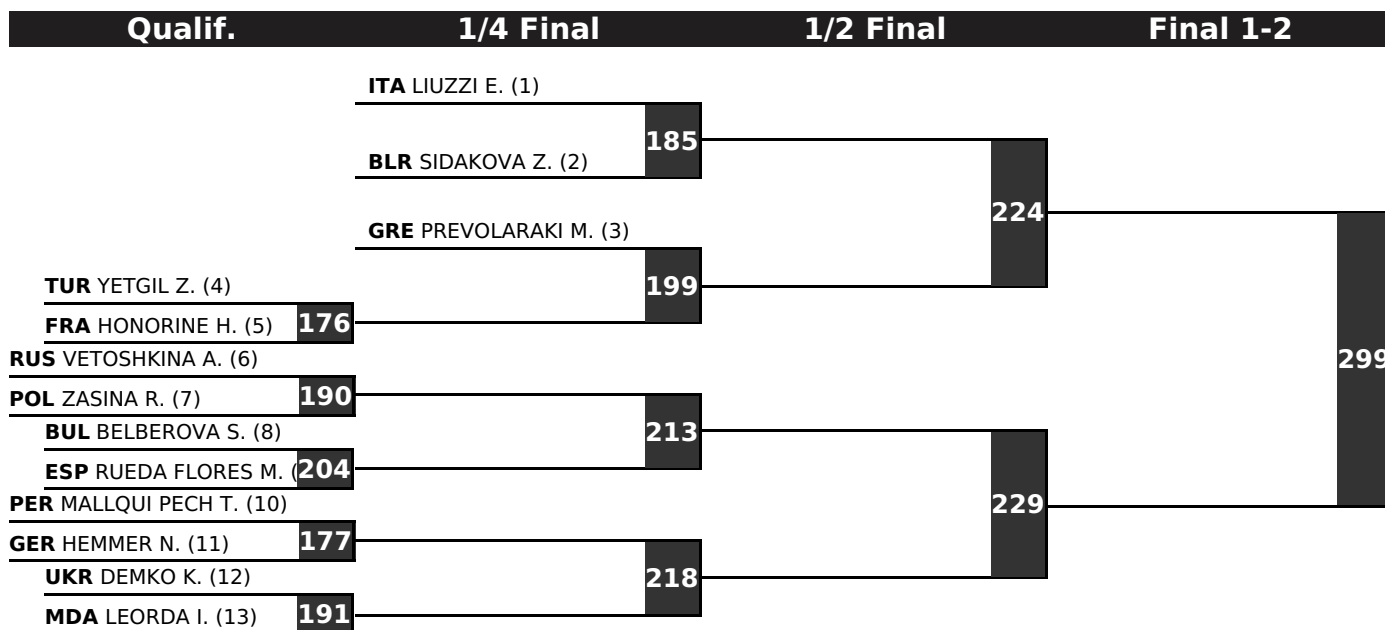 Qualif. 1/4 Final 1/2 Final Final 1-2
ITA LIUZZI E. (1)
185
BLR SIDAKOVA Z. (2)
224
GRE PREVOLARAKI M. (3)
199
TUR YETGIL Z. (4)
FRA HONORINE H. (5) 176
RUS VETOSHKINA A. (6)
299
POL ZASINA R. (7) 190
BUL BELBEROVA S. (8)
213
ESP RUEDA FLORES M. ( 204
PER MALLQUI PECH T. (10)
229
GER HEMMER N. (11) 177
UKR DEMKO K. (12)
218
MDA LEORDA I. (13) 191